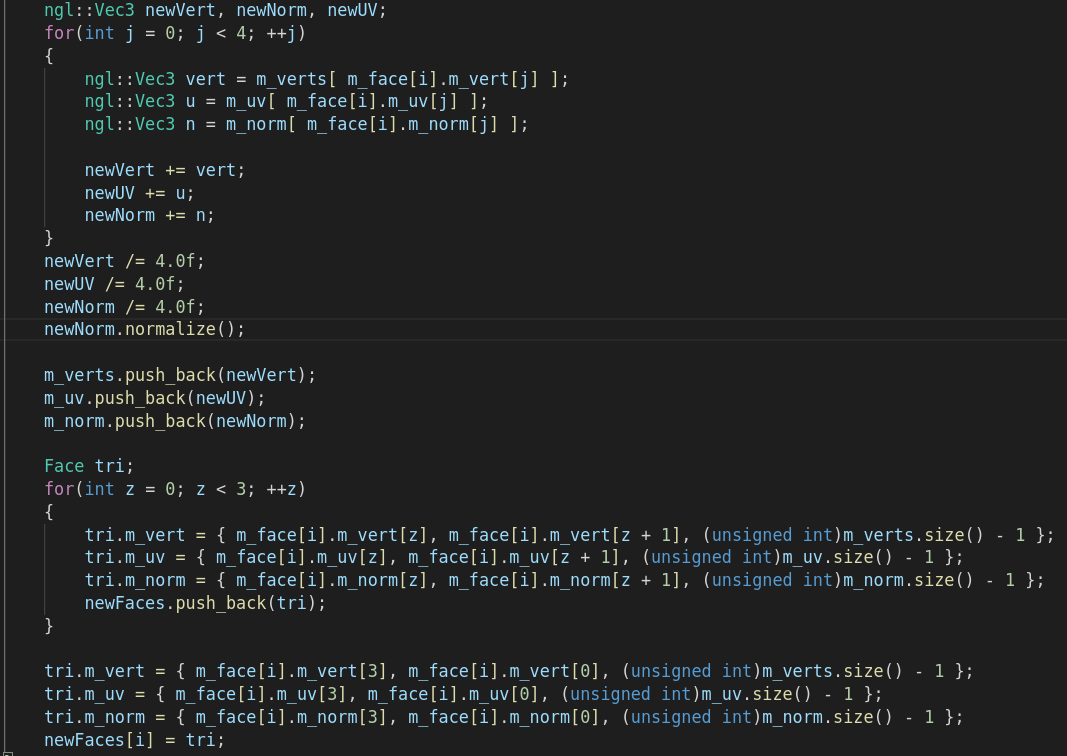 ngl::Vec3 newVert, newNorm, newUV;
for(int j = 0; j < 4; ++j)
{
    ngl::Vec3 vert = m_verts[ m_face[i].m_vert[j] ];
    ngl::Vec3 u = m_uv[ m_face[i].m_uv[j] ];
    ngl::Vec3 n = m_norm[ m_face[i].m_norm[j] ];

    newVert += vert;
    newUV += u;
    newNorm += n;
}
newVert /= 4.0f;
newUV /= 4.0f;
newNorm /= 4.0f;
newNorm.normalize();

m_verts.push_back(newVert);
m_uv.push_back(newUV);
m_norm.push_back(newNorm);

Face tri;
for(int z = 0; z < 3; ++z)
{
    tri.m_vert = { m_face[i].m_vert[z], m_face[i].m_vert[z + 1], (unsigned int)m_verts.size() - 1 };
    tri.m_uv = { m_face[i].m_uv[z], m_face[i].m_uv[z + 1], (unsigned int)m_uv.size() - 1 };
    tri.m_norm = { m_face[i].m_norm[z], m_face[i].m_norm[z + 1], (unsigned int)m_norm.size() - 1 };
    newFaces.push_back(tri);
}

tri.m_vert = { m_face[i].m_vert[3], m_face[i].m_vert[0], (unsigned int)m_verts.size() - 1 };
tri.m_uv = { m_face[i].m_uv[3], m_face[i].m_uv[0], (unsigned int)m_uv.size() - 1 };
tri.m_norm = { m_face[i].m_norm[3], m_face[i].m_norm[0], (unsigned int)m_norm.size() - 1 };
newFaces[i] = tri;